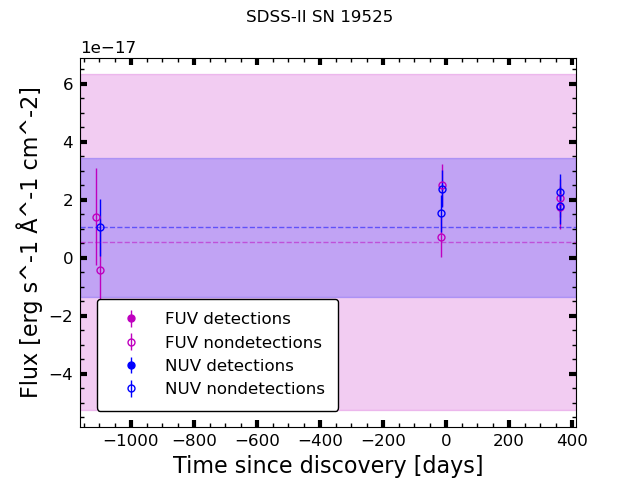 SDSS-II SN 19525
1e−17
6
4
2
0
−2
−4
Flux [erg s^-1 Å^-1 cm^-2]
FUV detections
FUV nondetections
NUV detections
NUV nondetections
−1000 −800 −600 −400 −200 0 200 400
Time since discovery [days]